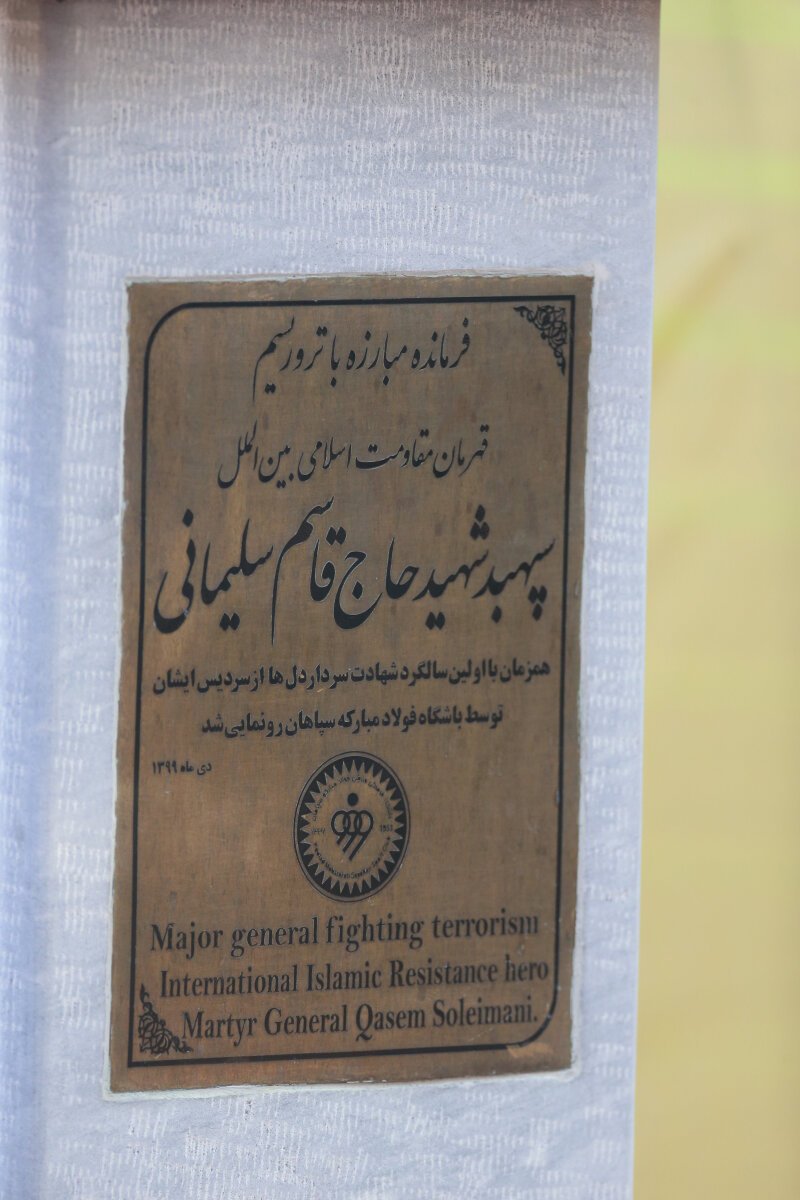 فرمانده مبارزه با تروریسم
قهرمان مقاومت اسلامی بین الملل
سپهبد شهید حاج قاسم سلیمانی
همزمان با اولین سالگرد شهادت سردار دل ها از سردیس ایشان
توسط باشگاه فولاد مبارکه سپاهان رونمایی شد
دی ماه ۱۳۹۹
Major general fighting terrorism
International Islamic Resistance hero
Martyr General Qasem Soleimani.